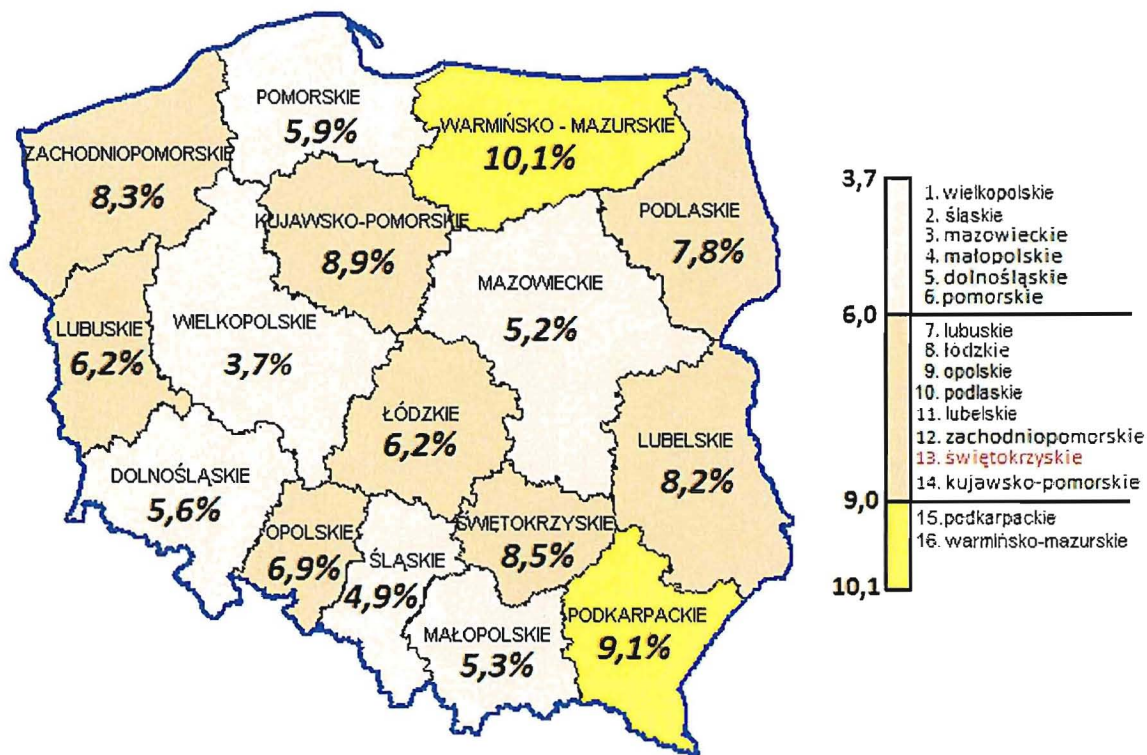 POMORSKIE
5,9%
WARMIŃSKO - MAZURSKIE
10,1%
ZACHODNIOPOMORSKIE
8,3%
KUJAWSKO-POMORSKIE
8,9%
PODLASKIE
7,8%
MAZOWIECKIE
5,2%
LUBUSKIE
6,2%
WIELKOPOLSKIE
3,7%
ŁÓDZKIE
6,2%
LUBELSKIE
8,2%
DOLNOŚLĄSKIE
5,6%
OPOLSKIE
6,9%
ŚLĄSKIE
4,9%
ŚWIĘTOKRZYSKIE
8,5%
MAŁOPOLSKIE
5,3%
PODKARPACKIE
9,1%
3,7
1. wielkopolskie
2. śląskie
3. mazowieckie
4. małopolskie
5. dolnośląskie
6. pomorskie
6,0
7. lubuskie
8. łódzkie
9. opolskie
10. podlaskie
11. lubelskie
12. zachodniopomorskie
13. świętokrzyskie
14. kujawsko-pomorskie
9,0
15. podkarpackie
16. warmińsko-mazurskie
10,1